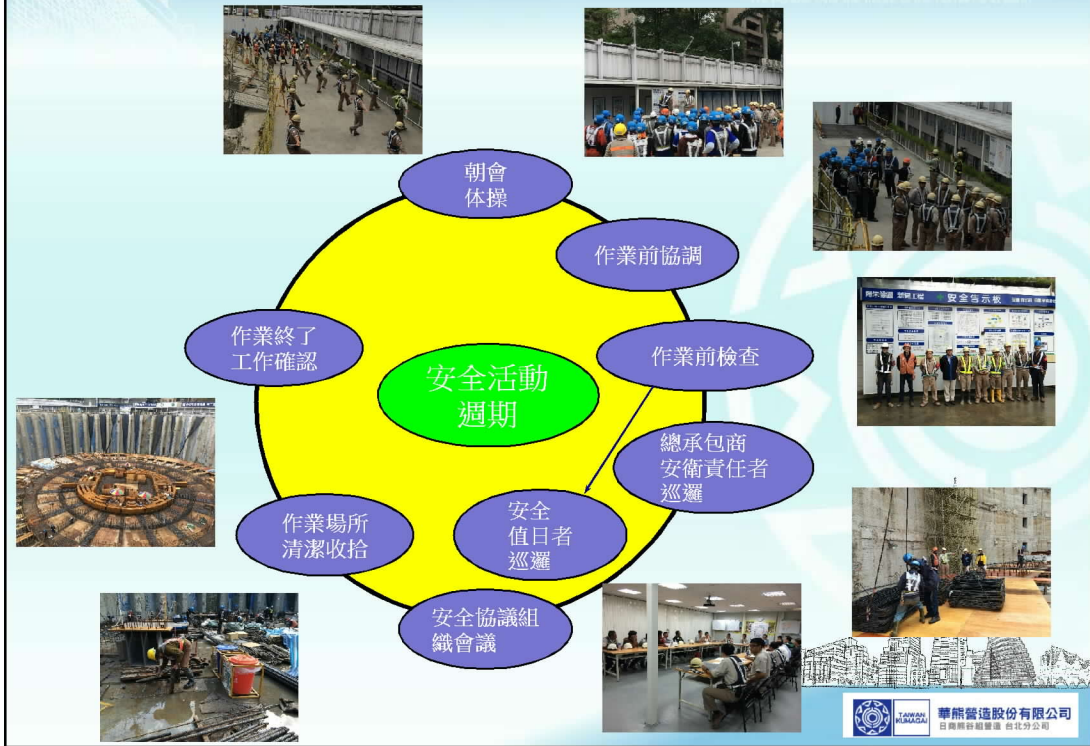 朝會
体操
作業前協調
作業終了
工作確認
作業前檢查
安全活動
週期
總承包商
安衛責任者
巡邏
安全
值日者
巡邏
作業場所
清潔收拾
安全協議組
織會議
安全告示板
TAIWAN
KUMAGAI
華熊營造股份有限公司
日商熊谷組營造 台北分公司